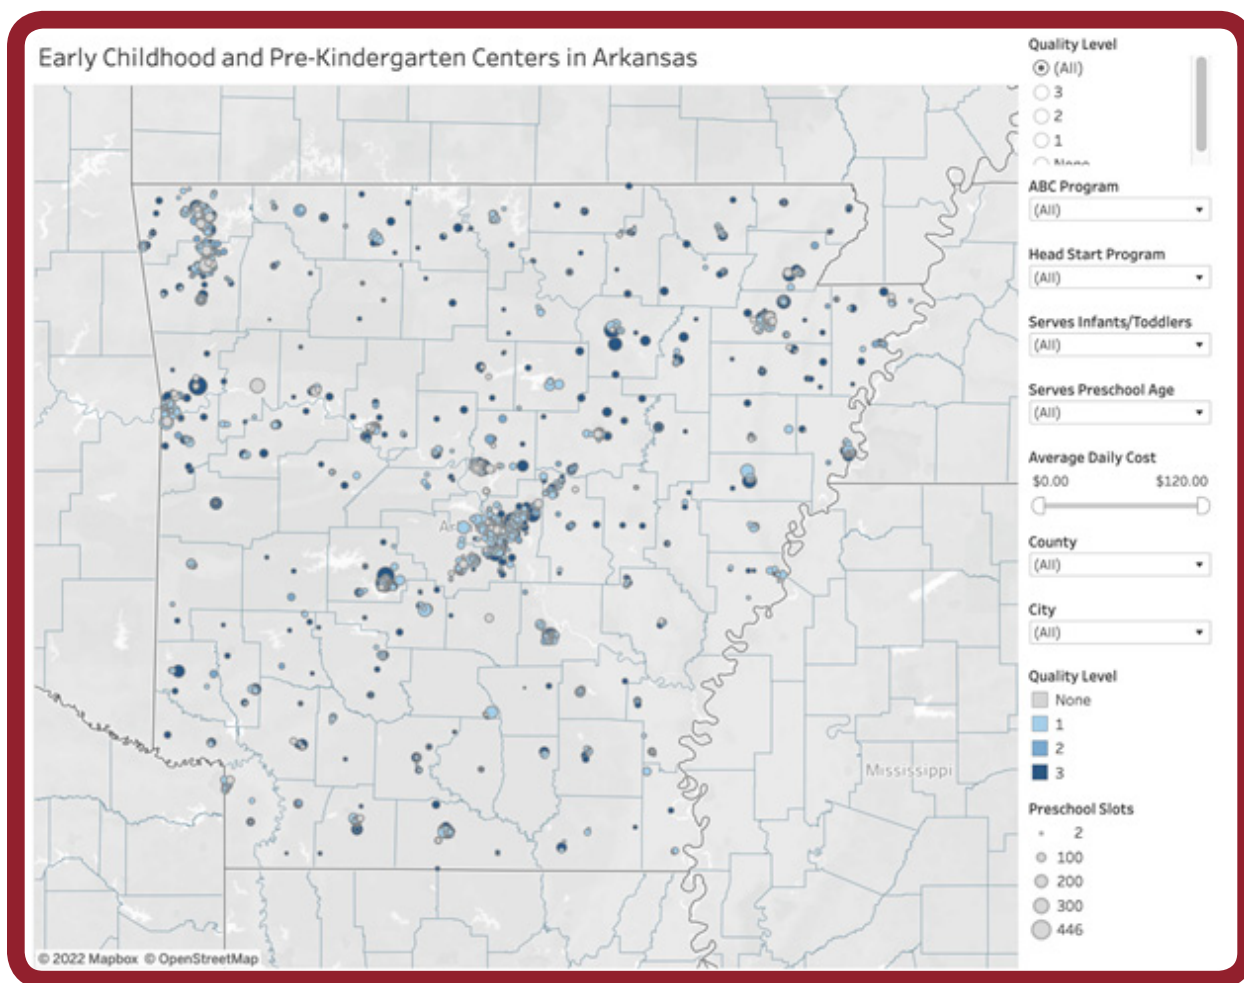 Early Childhood and Pre-Kindergarten Centers in Arkansas
Quality Level
(All)
3
2
1
None
ABC Program
(All)
Head Start Program
(All)
Serves Infants/Toddlers
(All)
Serves Preschool Age
(All)
Average Daily Cost
$0.00 $120.00
County
(All)
City
(All)
Quality Level
None
1
2
3
Preschool Slots
2
100
200
300
446
Mississippi
© 2022 Mapbox © OpenStreetMap